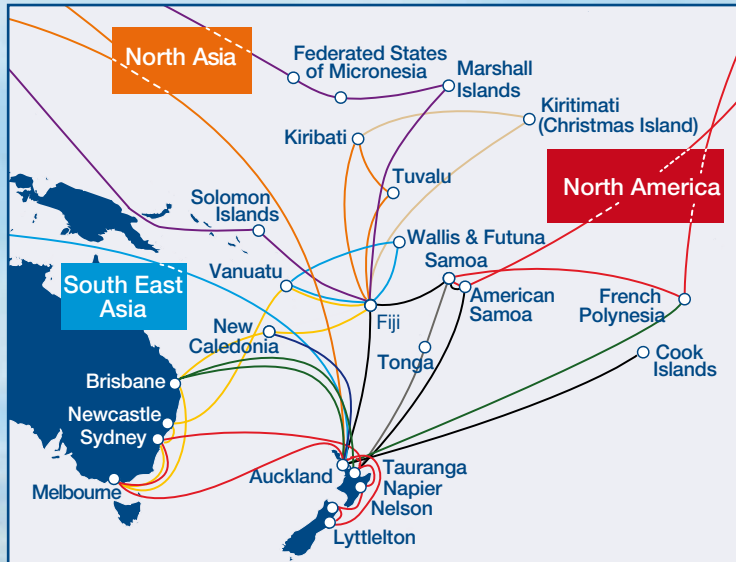 North Asia
Federated States
of Micronesia
Marshall
Islands
Kiritimati
(Christmas Island)
Kiribati
North America
Tuvalu
Solomon
Islands
Wallis & Futuna
Samoa
Vanuatu
South East
Asia
American
Samoa
French
Polynesia
Fiji
New
Caledonia
Tonga
Cook
Islands
Brisbane
Newcastle
Sydney
Auckland
Tauranga
Napier
Melbourne
Nelson
Lyttlelton